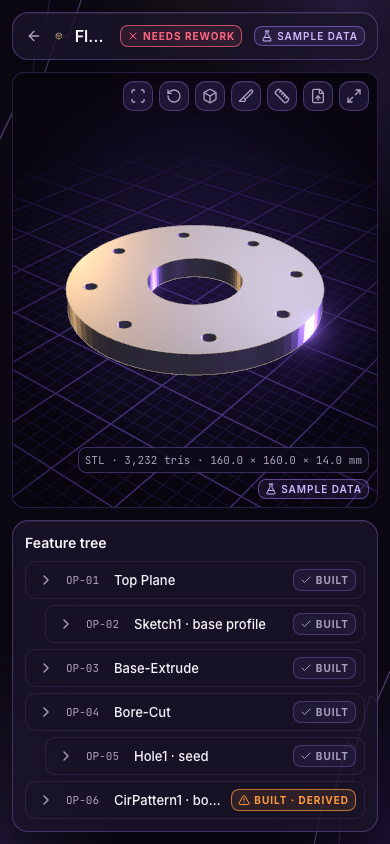 Fl...
NEEDS REWORK
SAMPLE DATA
STL · 3,232 tris · 160.0 × 160.0 × 14.0 mm
SAMPLE DATA
Feature tree
OP-01 Top Plane BUILT
OP-02 Sketch1 · base profile BUILT
OP-03 Base-Extrude BUILT
OP-04 Bore-Cut BUILT
OP-05 Hole1 · seed BUILT
OP-06 CirPattern1 · bo... BUILT · DERIVED